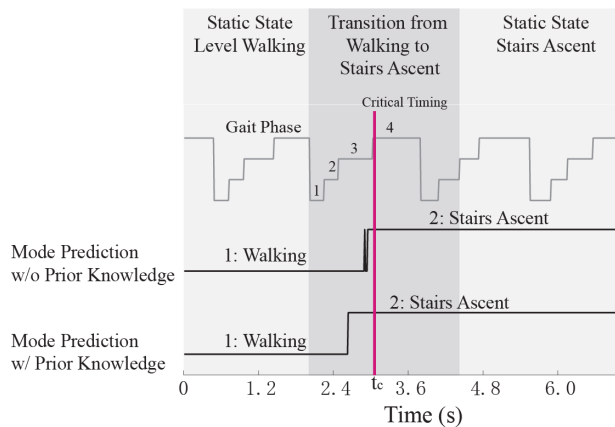 Static State
Level Walking
Transition from
Walking to
Stairs Ascent
Static State
Stairs Ascent
Critical Timing
Gait Phase
1
2
3
4
Mode Prediction
w/o Prior Knowledge
1: Walking
2: Stairs Ascent
Mode Prediction
w/ Prior Knowledge
1: Walking
2: Stairs Ascent
0
1.2
2.4
tc
3.6
4.8
6.0
Time (s)